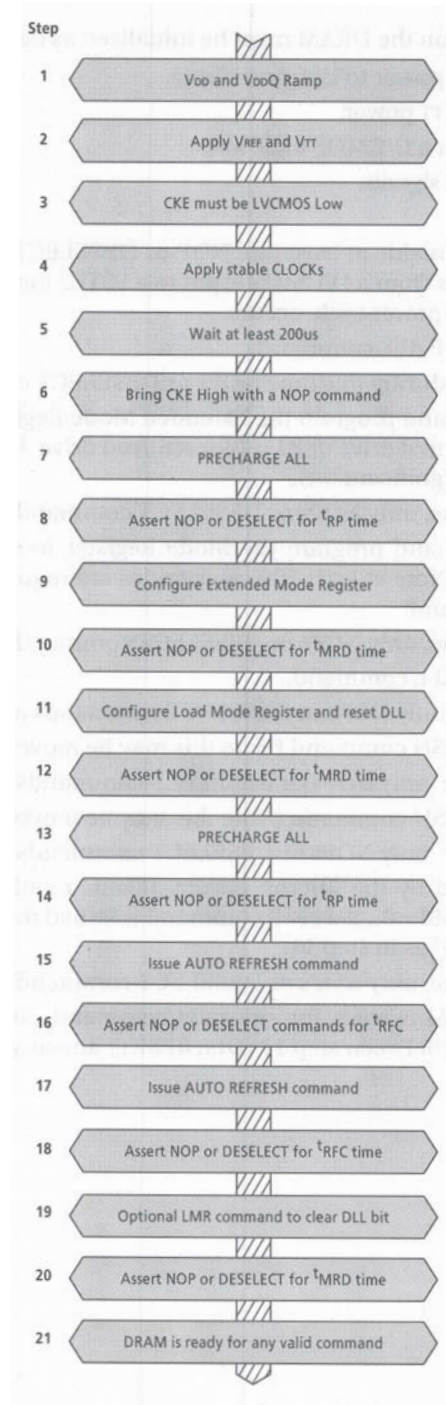 Step
1 VDD and VDDQ Ramp
2 Apply VREF and VTT
3 CKE must be LVCMOS Low
4 Apply stable CLOCKs
5 Wait at least 200us
6 Bring CKE High with a NOP command
7 PRECHARGE ALL
8 Assert NOP or DESELECT for tRP time
9 Configure Extended Mode Register
10 Assert NOP or DESELECT for tMRD time
11 Configure Load Mode Register and reset DLL
12 Assert NOP or DESELECT for tMRD time
13 PRECHARGE ALL
14 Assert NOP or DESELECT for tRP time
15 Issue AUTO REFRESH command
16 Assert NOP or DESELECT commands for tRFC
17 Issue AUTO REFRESH command
18 Assert NOP or DESELECT for tRFC time
19 Optional LMR command to clear DLL bit
20 Assert NOP or DESELECT for tMRD time
21 DRAM is ready for any valid command